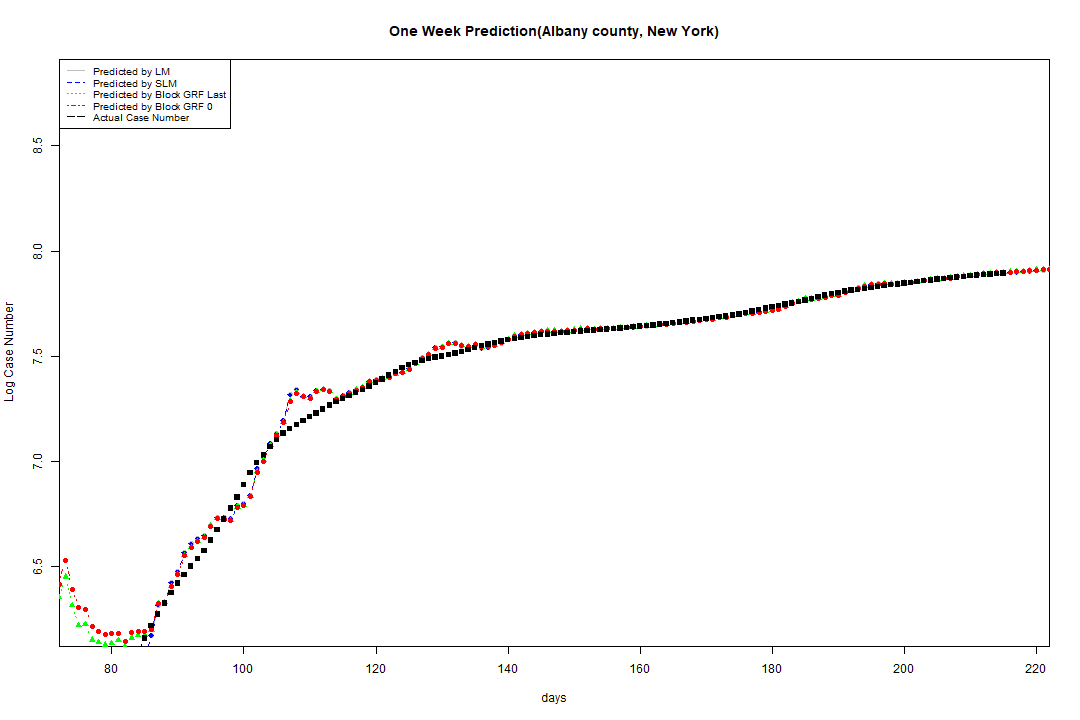 One Week Prediction(Albany county, New York)
Predicted by LM
Predicted by SLM
Predicted by Block GRF Last
Predicted by Block GRF 0
Actual Case Number
8.5
8.0
7.5
7.0
6.5
Log Case Number
80 100 120 140 160 180 200 220
days